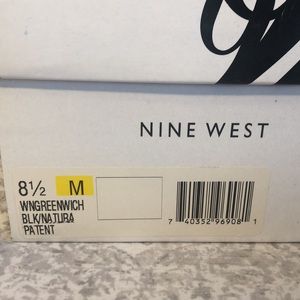 NINE WEST
8½ M
WNGREENWICH
BLK/NATURA
PATENT
7 40352 96908 1